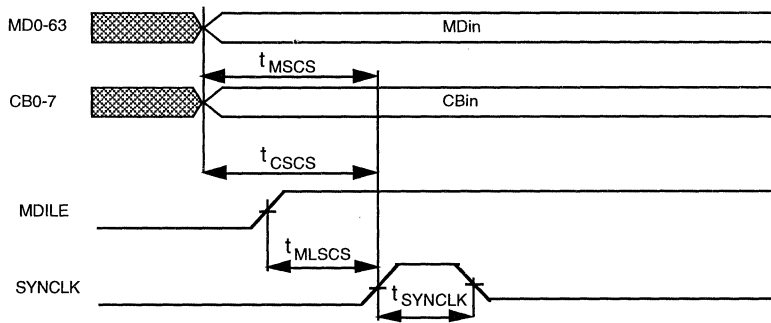 MD0-63 MDin
tMSCS
CB0-7 CBin
tCSCS
MDILE
tMLSCS
SYNCLK tSYNCLK